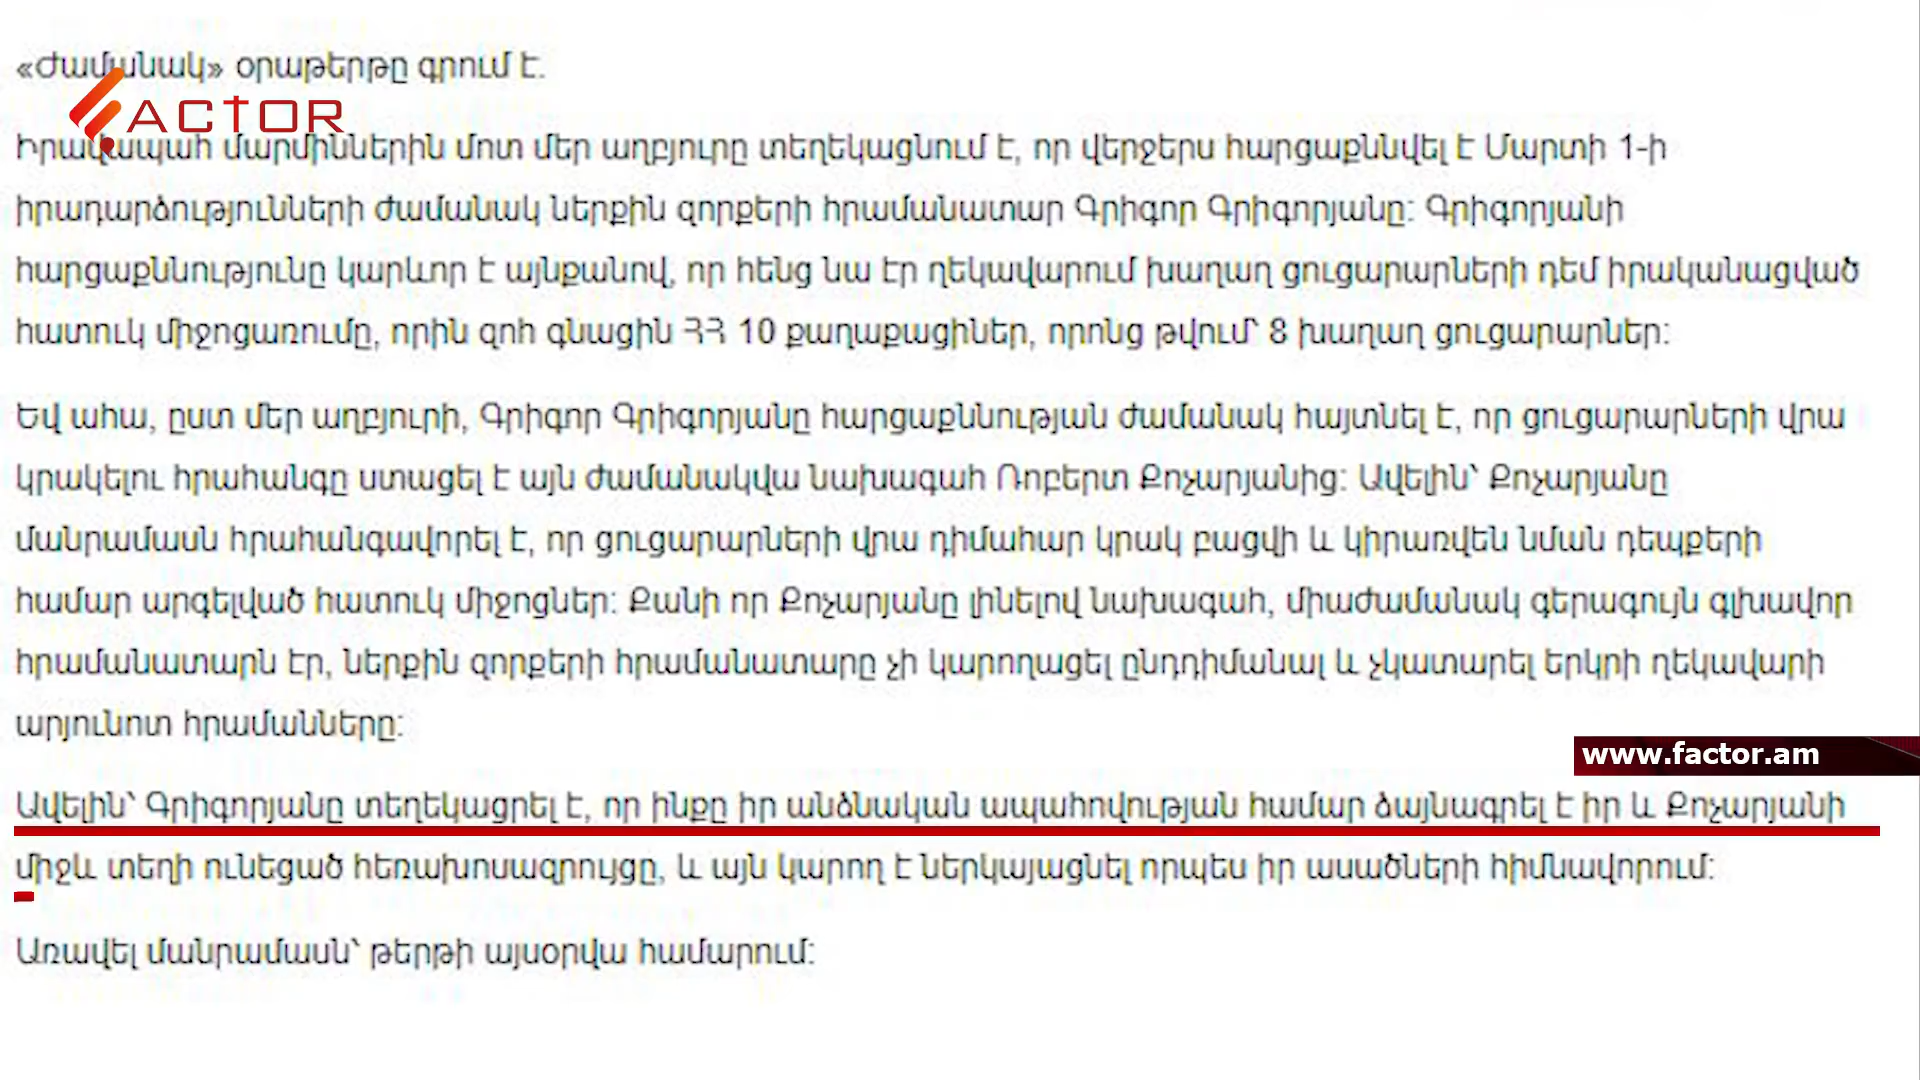 «Ժամանակ» օրաթերթը գրում է.
FACTOR
Իրավապահ մարմիններին մոտ մեր աղբյուրը տեղեկացնում է, որ վերջերս հարցաքննվել է Մարտի 1-ի
իրադարձությունների ժամանակ ներքին զորքերի հրամանատար Գրիգոր Գրիգորյանը: Գրիգորյանի
հարցաքննությունը կարևոր է այնքանով, որ հենց նա էր ղեկավարում խաղաղ ցուցարարների դեմ իրականացված
հատուկ միջոցառումը, որին զոհ գնացին ՀՀ 10 քաղաքացիներ, որոնց թվում՝ 8 խաղաղ ցուցարարներ:
Եվ ահա, ըստ մեր աղբյուրի, Գրիգոր Գրիգորյանը հարցաքննության ժամանակ հայտնել է, որ ցուցարարների վրա
կրակելու հրահանգը ստացել է այն ժամանակվա նախագահ Ռոբերտ Քոչարյանից: Ավելին՝ Քոչարյանը
մանրամասն հրահանգավորել է, որ ցուցարարների վրա դիմահար կրակ բացվի և կիրառվեն նման դեպքերի
համար արգելված հատուկ միջոցներ: Քանի որ Քոչարյանը լինելով նախագահ, միաժամանակ գերագույն գլխավոր
հրամանատարն էր, ներքին զորքերի հրամանատարը չի կարողացել ընդդիմանալ և չկատարել երկրի ղեկավարի
արյունոտ հրամանները:
www.factor.am
Ավելին՝ Գրիգորյանը տեղեկացրել է, որ ինքը իր անձնական ապահովության համար ձայնագրել է իր և Քոչարյանի
միջև տեղի ունեցած հեռախոսազրույցը, և այն կարող է ներկայացնել որպես իր ասածների հիմնավորում:
Առավել մանրամասն՝ թերթի այսօրվա համարում: